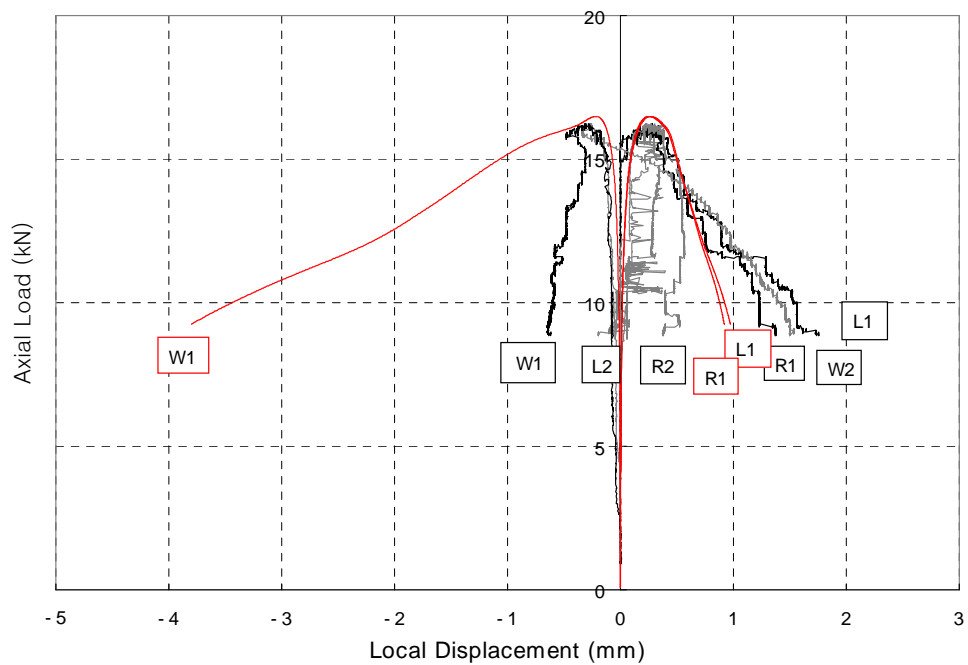 20
15
10
5
0
Axial Load (kN)
W1
W1
L2
R2
R1
L1
R1
W2
L1
-5 -4 -3 -2 -1 0 1 2 3
Local Displacement (mm)